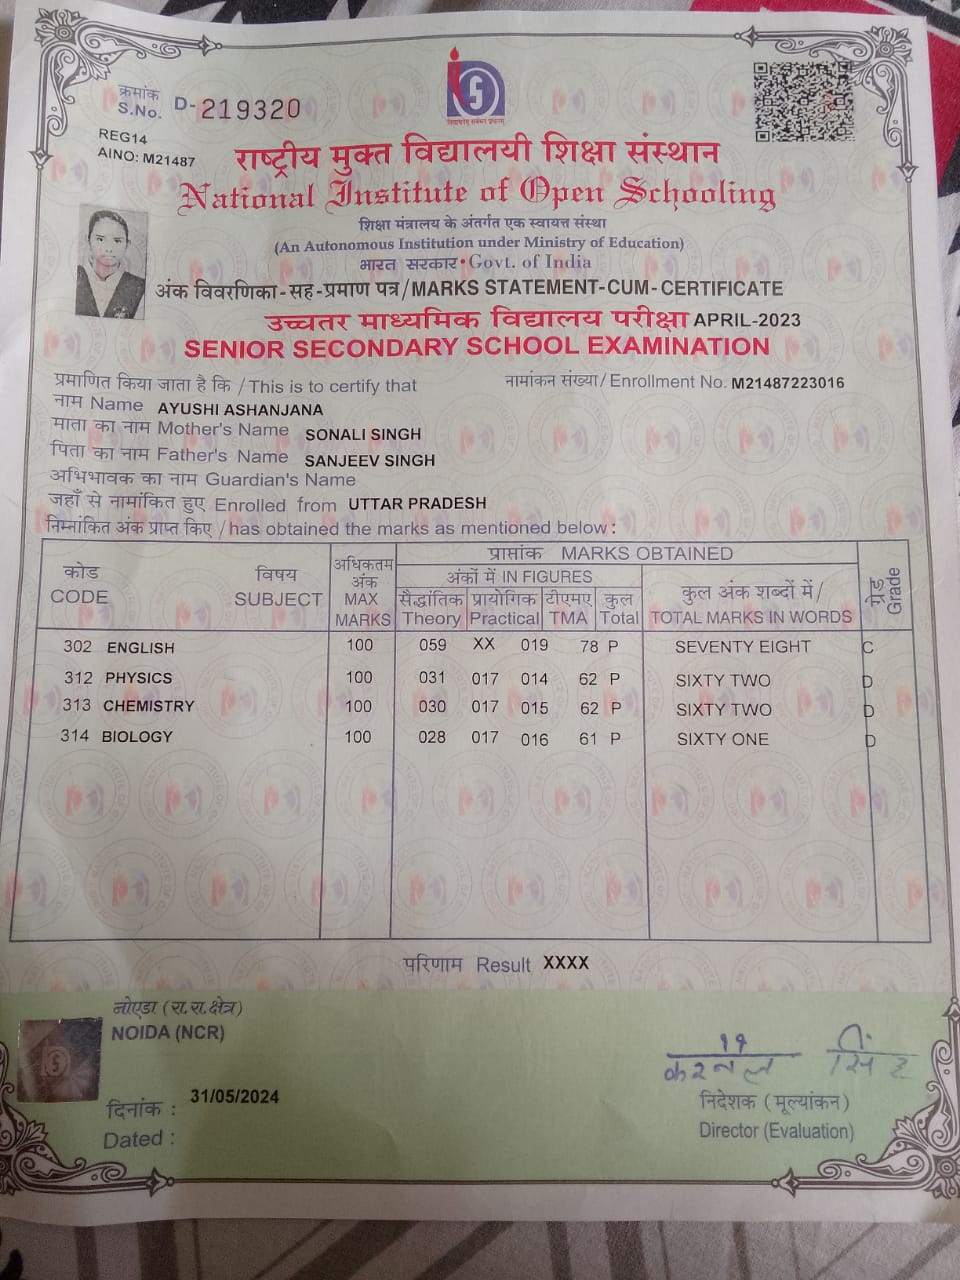 क्रमांक
S.No. D-219320
REG14
AINO: M21487
राष्ट्रीय मुक्त विद्यालयी शिक्षा संस्थान
National Institute of Open Schooling
शिक्षा मंत्रालय के अंतर्गत एक स्वायत्त संस्था
(An Autonomous Institution under Ministry of Education)
भारत सरकार•Govt. of India
अंक विवरणिका-सह-प्रमाण पत्र/MARKS STATEMENT-CUM-CERTIFICATE
उच्चतर माध्यमिक विद्यालय परीक्षा APRIL-2023
SENIOR SECONDARY SCHOOL EXAMINATION
प्रमाणित किया जाता है कि /This is to certify that नामांकन संख्या/Enrollment No. M21487223016
नाम Name AYUSHI ASHANJANA
माता का नाम Mother's Name SONALI SINGH
पिता का नाम Father's Name SANJEEV SINGH
अभिभावक का नाम Guardian's Name
जहाँ से नामांकित हुए Enrolled from UTTAR PRADESH
निम्नांकित अंक प्राप्त किए / has obtained the marks as mentioned below :
कोड CODE
विषय SUBJECT
अधिकतम अंक MAX MARKS
प्राप्तांक MARKS OBTAINED
अंकों में IN FIGURES
सैद्धांतिक Theory
प्रायोगिक Practical
टीएमए TMA
कुल Total
कुल अंक शब्दों में/ TOTAL MARKS IN WORDS
ग्रेड Grade
302 ENGLISH 100 059 XX 019 78 P SEVENTY EIGHT C
312 PHYSICS 100 031 017 014 62 P SIXTY TWO D
313 CHEMISTRY 100 030 017 015 62 P SIXTY TWO D
314 BIOLOGY 100 028 017 016 61 P SIXTY ONE D
परिणाम Result XXXX
नोएडा (रा.रा.क्षेत्र)
NOIDA (NCR)
दिनांक : 31/05/2024
Dated :
निदेशक (मूल्यांकन)
Director (Evaluation)